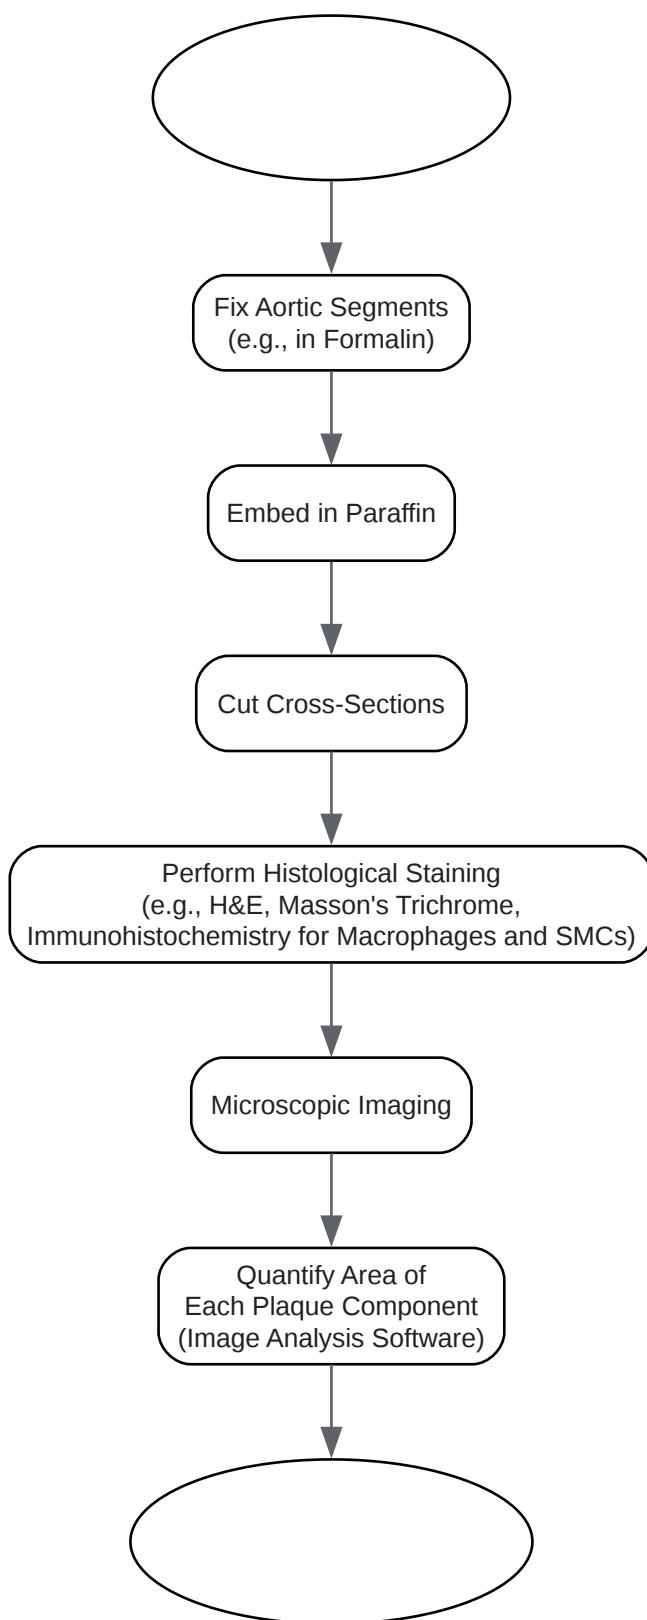 Fix Aortic Segments
(e.g., in Formalin)
Embed in Paraffin
Cut Cross-Sections
Perform Histological Staining
(e.g., H&E, Masson's Trichrome,
Immunohistochemistry for Macrophages and SMCs)
Microscopic Imaging
Quantify Area of
Each Plaque Component
(Image Analysis Software)